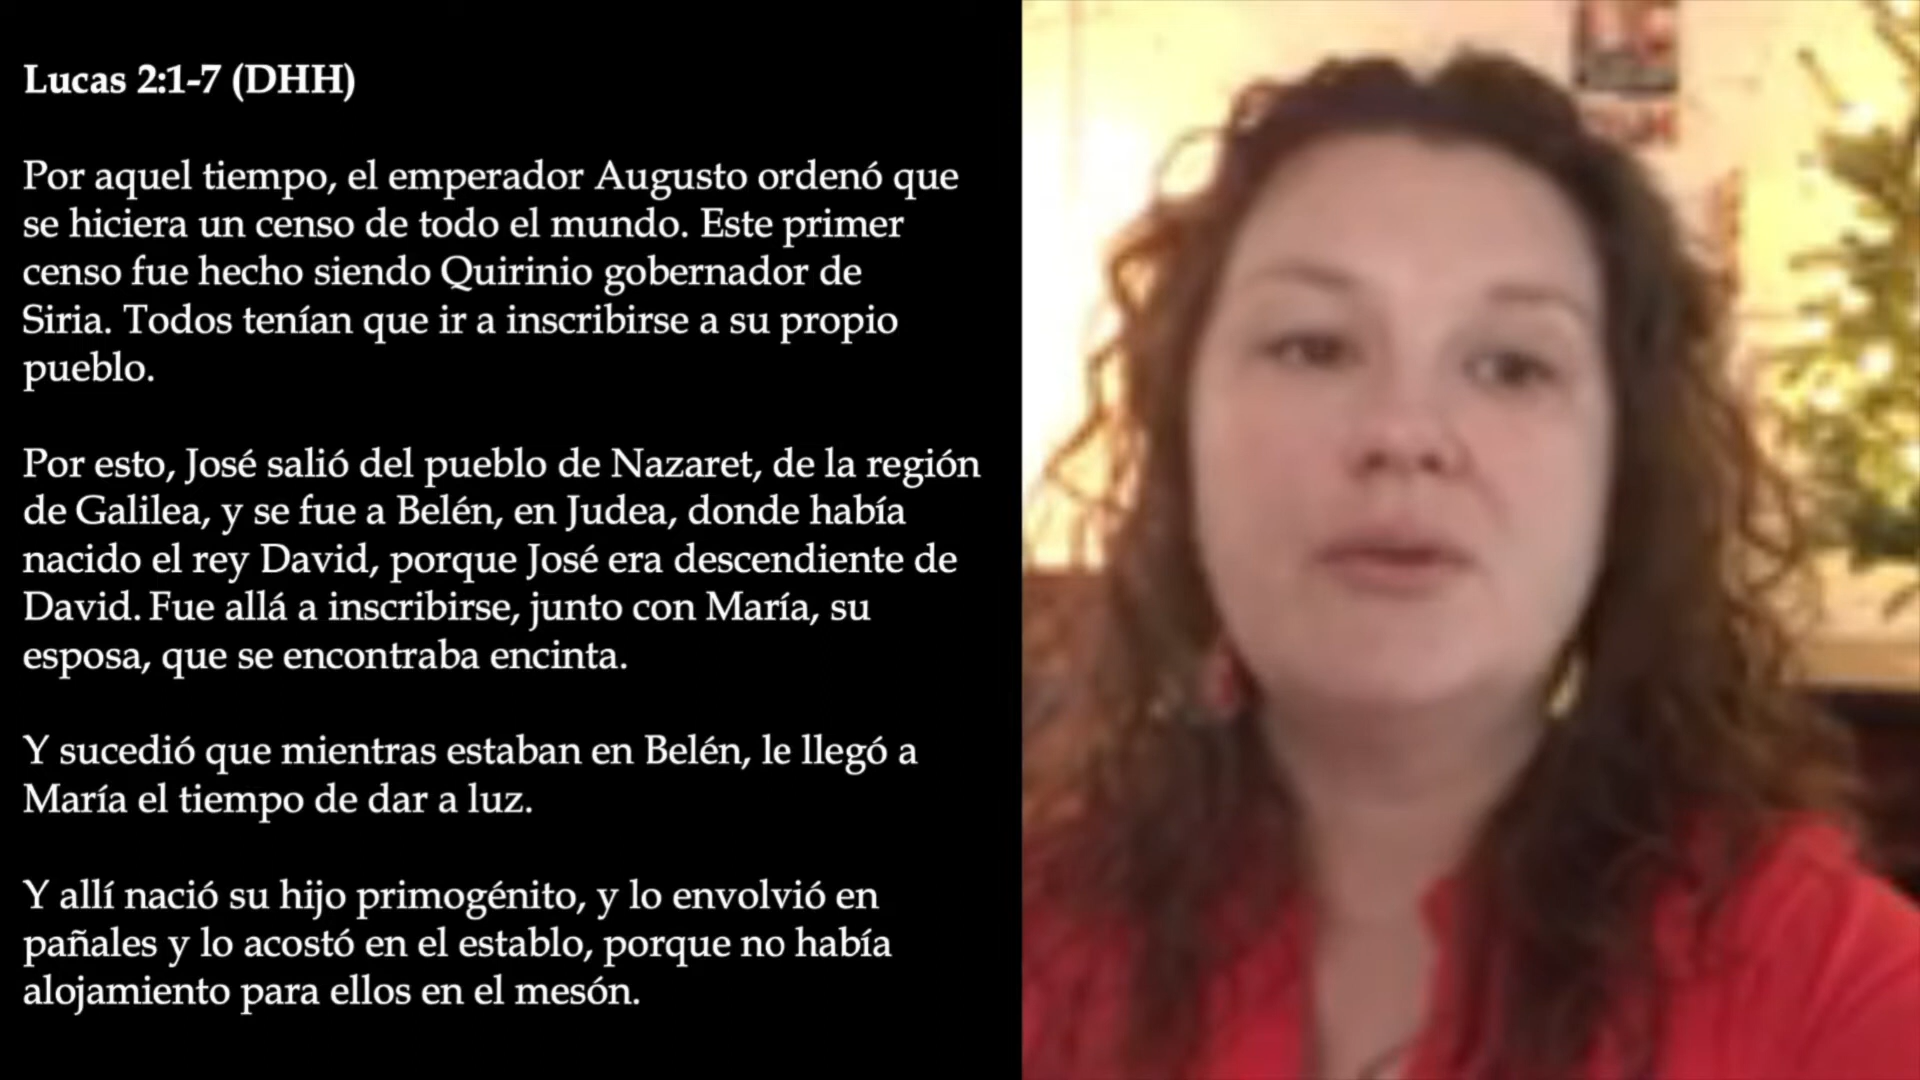 Lucas 2:1-7 (DHH)
Por aquel tiempo, el emperador Augusto ordenó que
se hiciera un censo de todo el mundo. Este primer
censo fue hecho siendo Quirinio gobernador de
Siria. Todos tenían que ir a inscribirse a su propio
pueblo.
Por esto, José salió del pueblo de Nazaret, de la región
de Galilea, y se fue a Belén, en Judea, donde había
nacido el rey David, porque José era descendiente de
David. Fue allá a inscribirse, junto con María, su
esposa, que se encontraba encinta.
Y sucedió que mientras estaban en Belén, le llegó a
María el tiempo de dar a luz.
Y allí nació su hijo primogénito, y lo envolvió en
pañales y lo acostó en el establo, porque no había
alojamiento para ellos en el mesón.